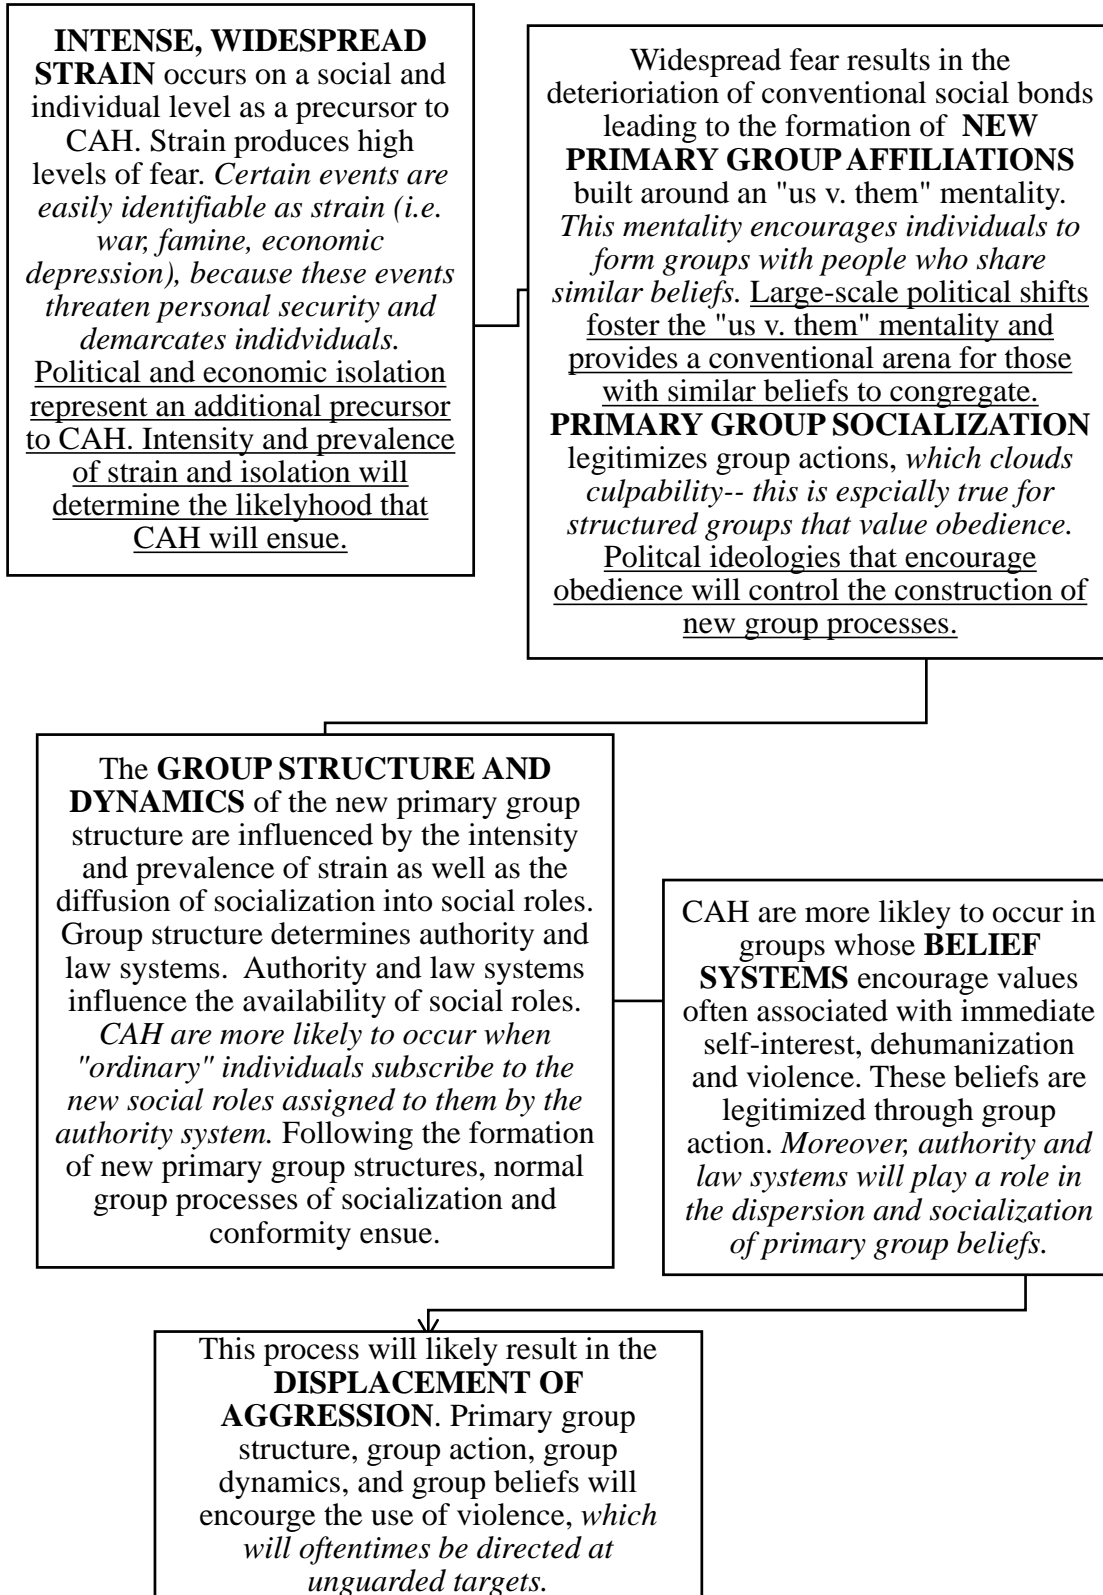 INTENSE, WIDESPREAD
STRAIN occurs on a social and
individual level as a precursor to
CAH. Strain produces high
levels of fear. Certain events are
easily identifiable as strain (i.e.
war, famine, economic
depression), because these events
threaten personal security and
demarcates indidviduals.
Political and economic isolation
represent an additional precursor
to CAH. Intensity and prevalence
of strain and isolation will
determine the likelyhood that
CAH will ensue.
Widespread fear results in the
deterioriation of conventional social bonds
leading to the formation of NEW
PRIMARY GROUP AFFILIATIONS
built around an "us v. them" mentality.
This mentality encourages individuals to
form groups with people who share
similar beliefs. Large-scale political shifts
foster the "us v. them" mentality and
provides a conventional arena for those
with similar beliefs to congregate.
PRIMARY GROUP SOCIALIZATION
legitimizes group actions, which clouds
culpability-- this is espcially true for
structured groups that value obedience.
Politcal ideologies that encourage
obedience will control the construction of
new group processes.
The GROUP STRUCTURE AND
DYNAMICS of the new primary group
structure are influenced by the intensity
and prevalence of strain as well as the
diffusion of socialization into social roles.
Group structure determines authority and
law systems. Authority and law systems
influence the availability of social roles.
CAH are more likely to occur when
"ordinary" individuals subscribe to the
new social roles assigned to them by the
authority system. Following the formation
of new primary group structures, normal
group processes of socialization and
conformity ensue.
CAH are more likley to occur in
groups whose BELIEF
SYSTEMS encourage values
often associated with immediate
self-interest, dehumanization
and violence. These beliefs are
legitimized through group
action. Moreover, authority and
law systems will play a role in
the dispersion and socialization
of primary group beliefs.
This process will likely result in the
DISPLACEMENT OF
AGGRESSION. Primary group
structure, group action, group
dynamics, and group beliefs will
encourge the use of violence, which
will oftentimes be directed at
unguarded targets.